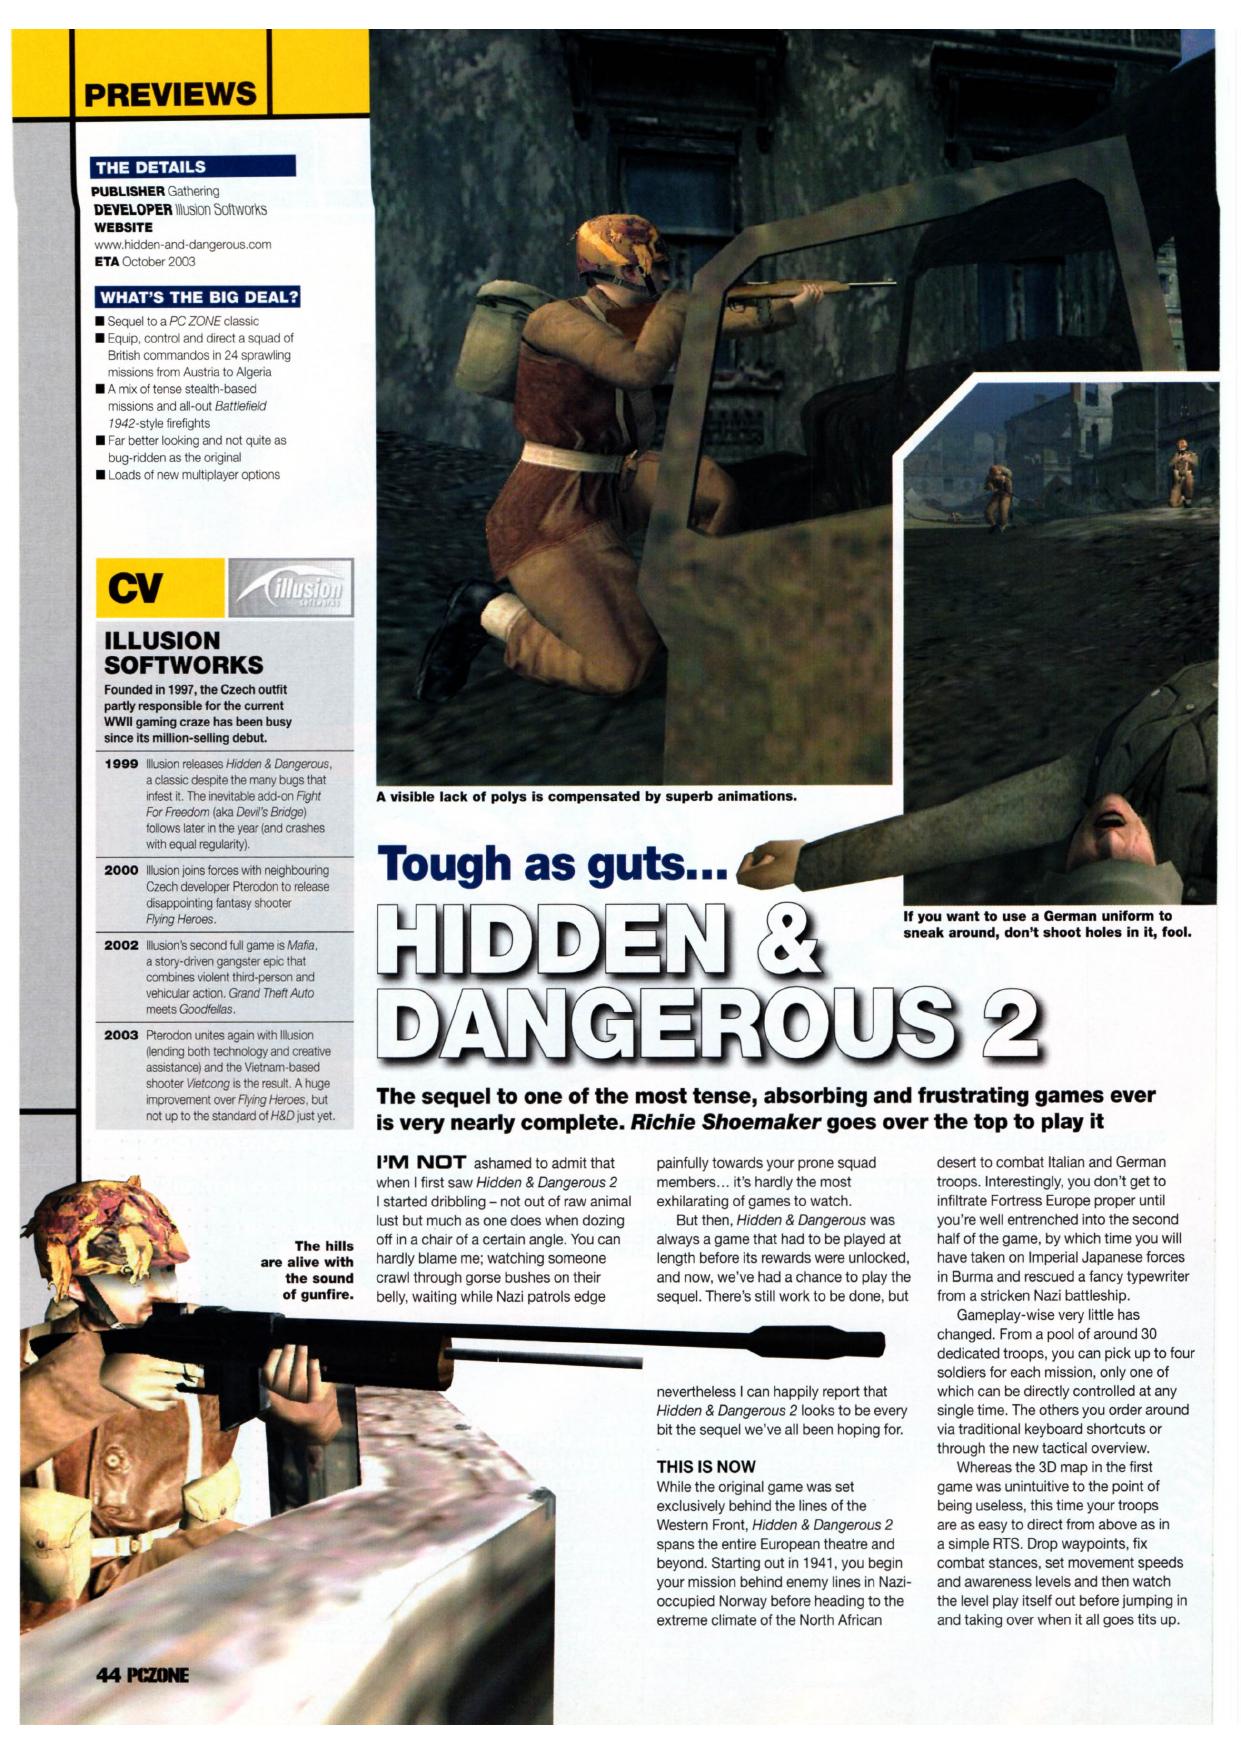 PREVIEWS
THE DETAILS
PUBLISHER Gathering
DEVELOPER Illusion Softworks
WEBSITE
www.hidden-and-dangerous.com
ETA October 2003
WHAT'S THE BIG DEAL?
■ Sequel to a PC ZONE classic
■ Equip, control and direct a squad of
British commandos in 24 sprawling
missions from Austria to Algeria
■ A mix of tense stealth-based
missions and all-out Battlefield
1942-style firefights
■ Far better looking and not quite as
bug-ridden as the original
■ Loads of new multiplayer options
CV
illusion
softworks
ILLUSION
SOFTWORKS
Founded in 1997, the Czech outfit
partly responsible for the current
WWII gaming craze has been busy
since its million-selling debut.
1999 Illusion releases Hidden & Dangerous,
a classic despite the many bugs that
infest it. The inevitable add-on Fight
For Freedom (aka Devil's Bridge)
follows later in the year (and crashes
with equal regularity).
2000 Illusion joins forces with neighbouring
Czech developer Pterodon to release
disappointing fantasy shooter
Flying Heroes.
2002 Illusion's second full game is Mafia,
a story-driven gangster epic that
combines violent third-person and
vehicular action. Grand Theft Auto
meets Goodfellas.
2003 Pterodon unites again with Illusion
(lending both technology and creative
assistance) and the Vietnam-based
shooter Vietcong is the result. A huge
improvement over Flying Heroes, but
not up to the standard of H&D just yet.
A visible lack of polys is compensated by superb animations.
If you want to use a German uniform to
sneak around, don't shoot holes in it, fool.
Tough as guts...
HIDDEN &
DANGEROUS 2
The sequel to one of the most tense, absorbing and frustrating games ever
is very nearly complete. Richie Shoemaker goes over the top to play it
The hills
are alive with
the sound
of gunfire.
I'M NOT ashamed to admit that
when I first saw Hidden & Dangerous 2
I started dribbling – not out of raw animal
lust but much as one does when dozing
off in a chair of a certain angle. You can
hardly blame me; watching someone
crawl through gorse bushes on their
belly, waiting while Nazi patrols edge
painfully towards your prone squad
members... it's hardly the most
exhilarating of games to watch.
But then, Hidden & Dangerous was
always a game that had to be played at
length before its rewards were unlocked,
and now, we've had a chance to play the
sequel. There's still work to be done, but
nevertheless I can happily report that
Hidden & Dangerous 2 looks to be every
bit the sequel we've all been hoping for.
THIS IS NOW
While the original game was set
exclusively behind the lines of the
Western Front, Hidden & Dangerous 2
spans the entire European theatre and
beyond. Starting out in 1941, you begin
your mission behind enemy lines in Nazi-
occupied Norway before heading to the
extreme climate of the North African
desert to combat Italian and German
troops. Interestingly, you don't get to
infiltrate Fortress Europe proper until
you're well entrenched into the second
half of the game, by which time you will
have taken on Imperial Japanese forces
in Burma and rescued a fancy typewriter
from a stricken Nazi battleship.
Gameplay-wise very little has
changed. From a pool of around 30
dedicated troops, you can pick up to four
soldiers for each mission, only one of
which can be directly controlled at any
single time. The others you order around
via traditional keyboard shortcuts or
through the new tactical overview.
Whereas the 3D map in the first
game was unintuitive to the point of
being useless, this time your troops
are as easy to direct from above as in
a simple RTS. Drop waypoints, fix
combat stances, set movement speeds
and awareness levels and then watch
the level play itself out before jumping in
and taking over when it all goes tits up.
44 PCZONE